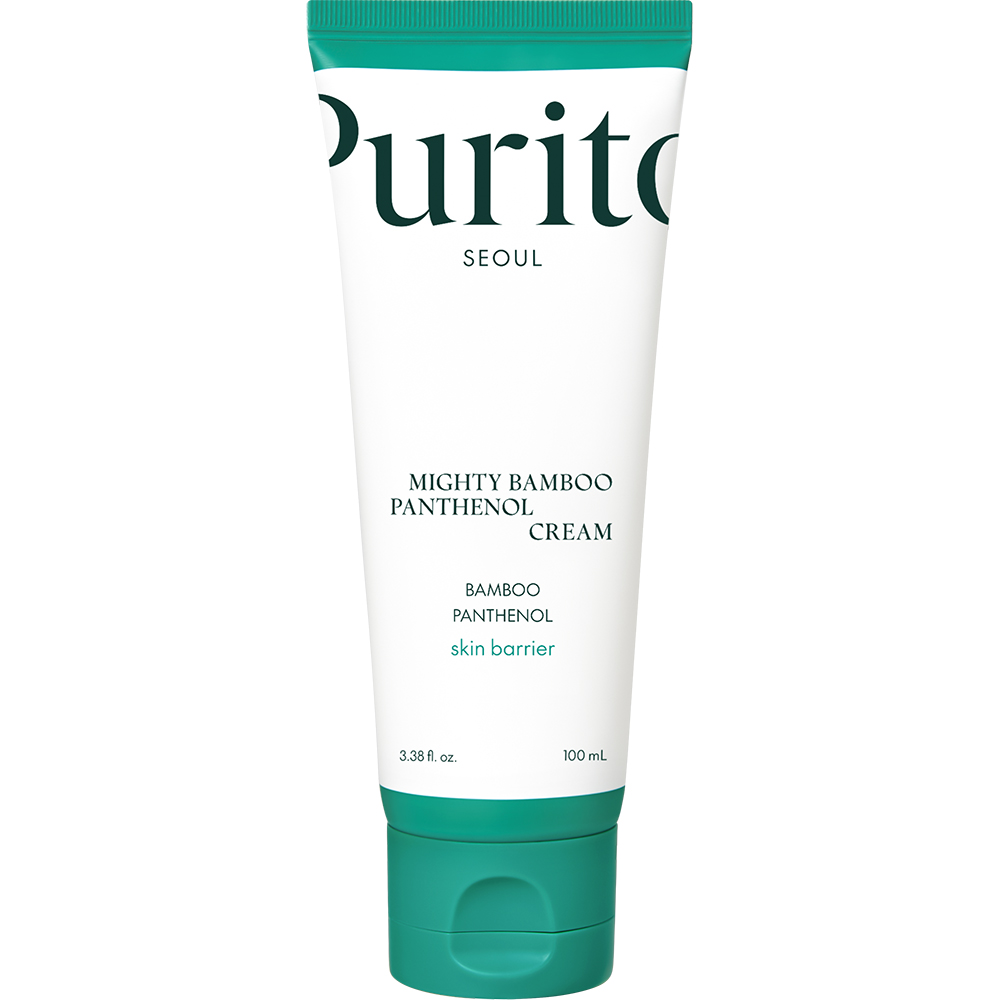 Purito
SEOUL
MIGHTY BAMBOO
PANTHENOL
CREAM
BAMBOO
PANTHENOL
skin barrier
3.38 fl. oz. 100 mL